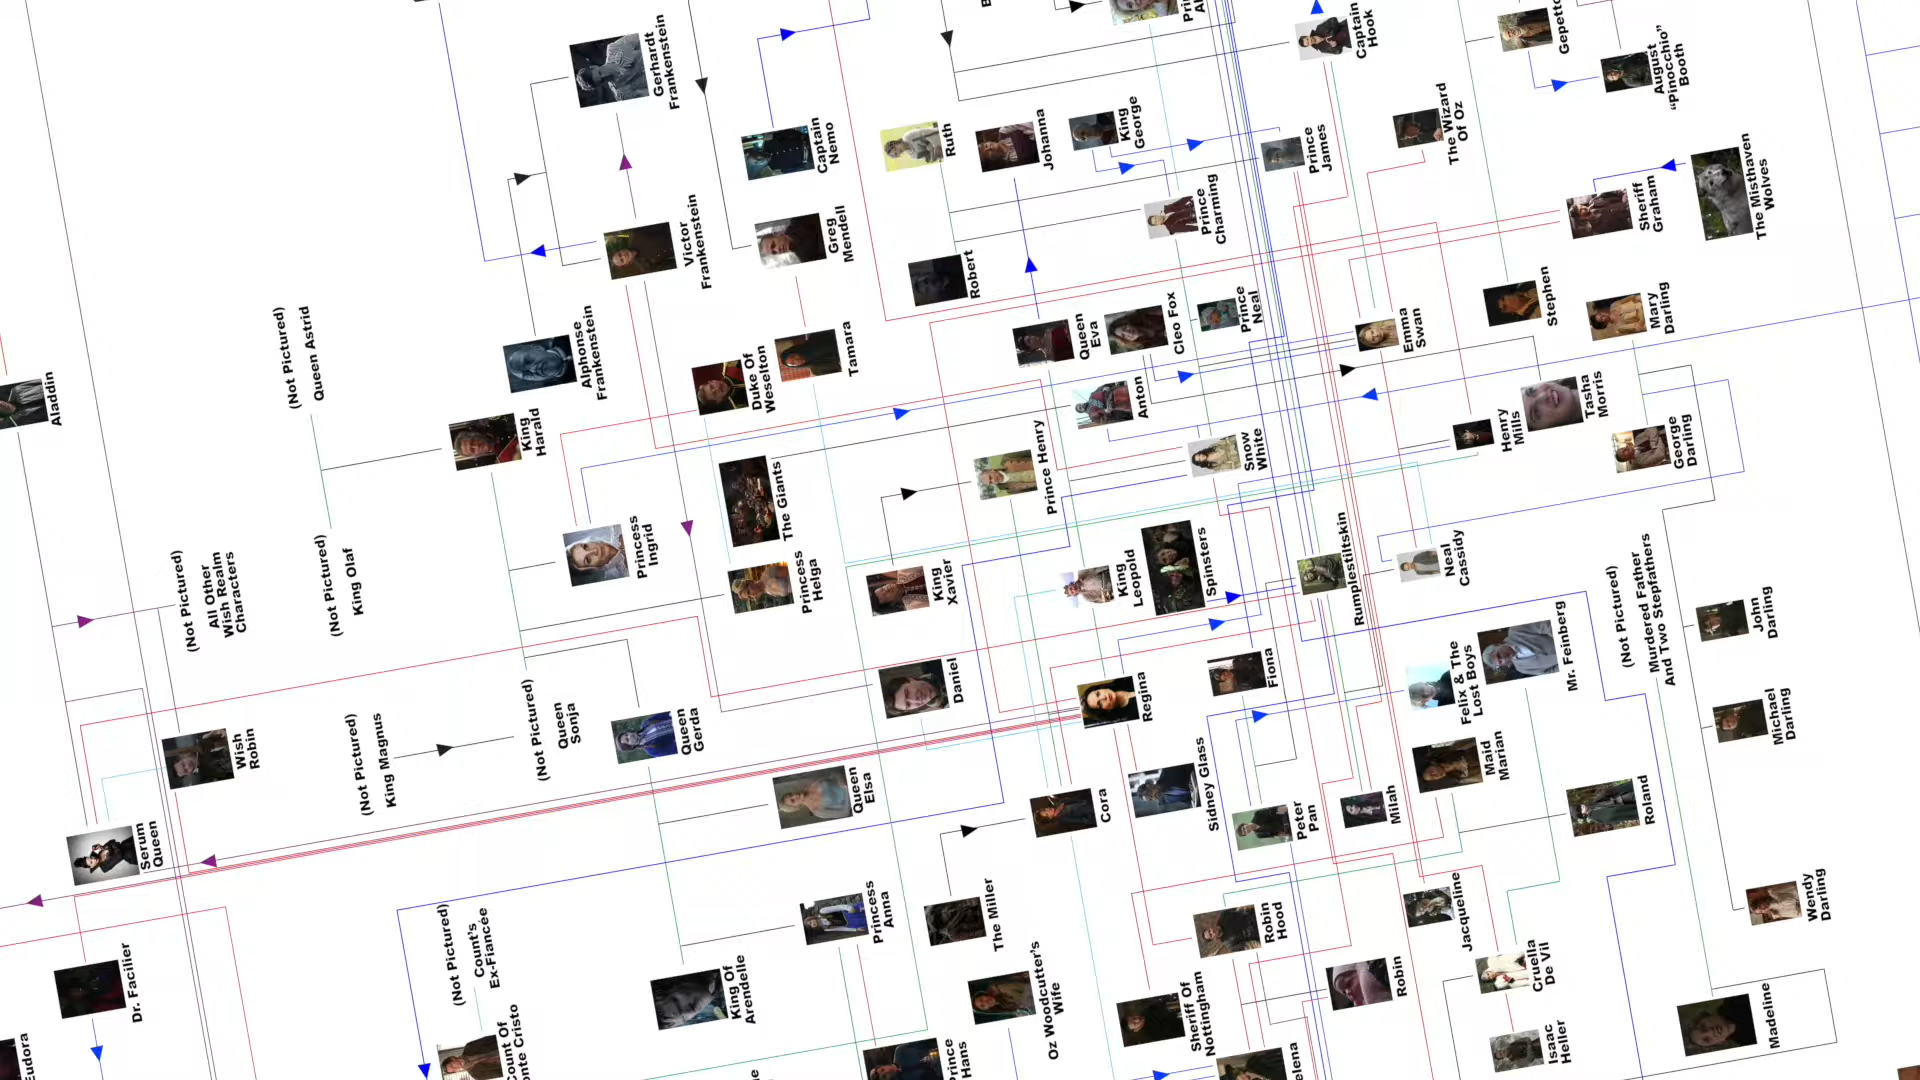 Aladdin
(Not Pictured)
Queen Astrid
Gerhardt
Frankenstein
Victor
Frankenstein
Alphonse
Frankenstein
King
Harald
(Not Pictured)
All Other
Wish Realm
Characters
(Not Pictured)
King Olaf
Wish
Robin
Serum
Queen
Dr. Facilier
(Not Pictured)
King Magnus
(Not Pictured)
Queen
Sonja
Queen
Gerda
Princess
Ingrid
Princess
Helga
Duke Of
Weselton
The Giants
Captain
Nemo
Greg
Mendell
Tamara
Ruth
Johanna
King
George
Robert
Queen
Eva
Cleo Fox
Prince
Neal
Anton
Prince Henry
King
Xavier
Daniel
King
Leopold
Spinsters
Snow
White
Prince
Charming
Prince
James
Captain
Hook
The Wizard
Of Oz
Gepetto
August
“Pinocchio”
Booth
Sheriff
Graham
The Misthaven
Wolves
Stephen
Mary
Darling
Emma
Swan
Henry
Mills
Tasha
Morris
George
Darling
Rumplestiltskin
Neal
Cassidy
(Not Pictured)
Murdered Father
And Two Stepfathers
John
Darling
Michael
Darling
Wendy
Darling
Madeline
Mr. Feinberg
Felix & The
Lost Boys
Fiona
Regina
Sidney Glass
Peter
Pan
Milah
Maid
Marian
Roland
Cora
Queen
Elsa
Princess
Anna
The Miller
King Of
Arendelle
Oz Woodcutter’s
Wife
(Not Pictured)
Count’s
Ex-Fiancée
Robin
Hood
Sheriff Of
Nottingham
Robin
Jacqueline
Cruella
De Vil
Isaac
Heller